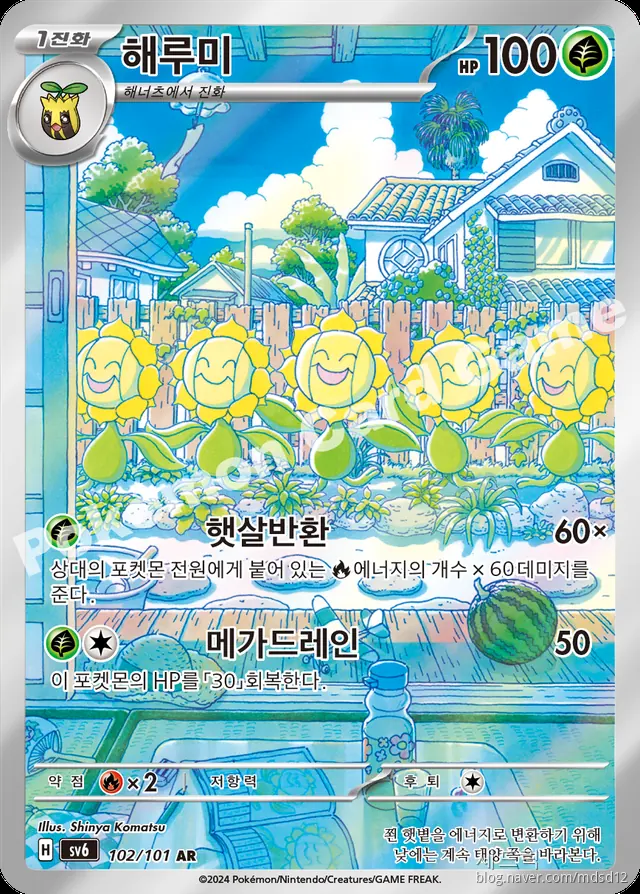 1진화
해루미
HP 100
해너츠에서 진화
Pokémon Card Game
햇살반환 60×
상대의 포켓몬 전원에게 붙어 있는 에너지의 개수 × 60 데미지를
준다.
메가드레인 50
이 포켓몬의 HP를 「30」 회복한다.
약점 ×2 저항력 후퇴
Illus. Shinya Komatsu
H sv6 102/101 AR
쬔 햇볕을 에너지로 변환하기 위해
낮에는 계속 태양 쪽을 바라본다.
©2024 Pokémon/Nintendo/Creatures/GAME FREAK.
blog.naver.com/mdsd12